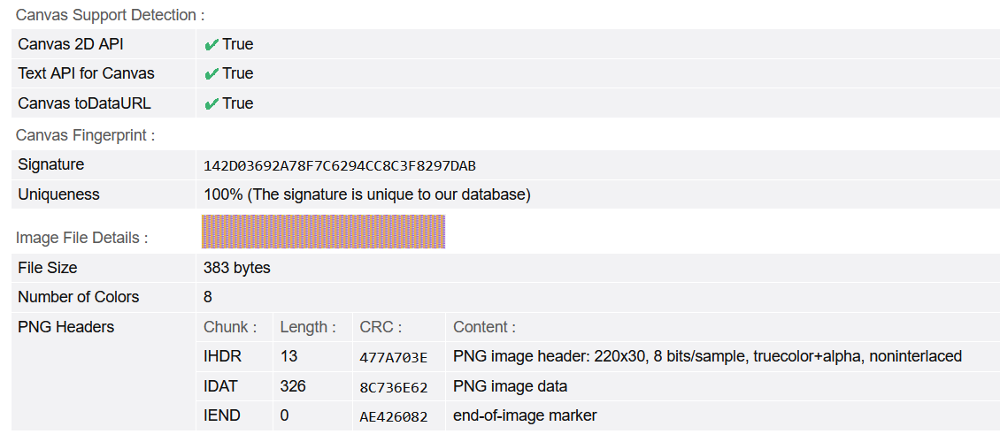 Canvas Support Detection :
Canvas 2D API ✔ True
Text API for Canvas ✔ True
Canvas toDataURL ✔ True
Canvas Fingerprint :
Signature 142D03692A78F7C6294CC8C3F8297DAB
Uniqueness 100% (The signature is unique to our database)
Image File Details :
File Size 383 bytes
Number of Colors 8
PNG Headers Chunk : Length : CRC : Content :
IHDR 13 477A703E PNG image header: 220x30, 8 bits/sample, truecolor+alpha, noninterlaced
IDAT 326 8C736E62 PNG image data
IEND 0 AE426082 end-of-image marker